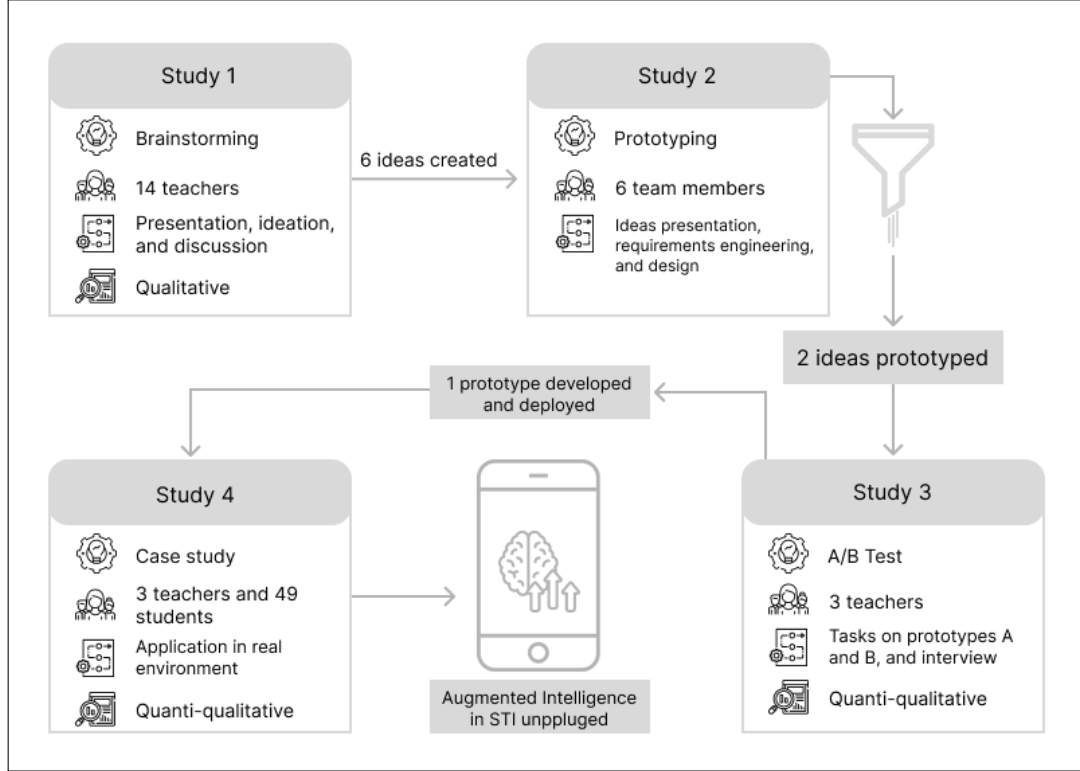 Study 1
Brainstorming
14 teachers
Presentation, ideation,
and discussion
Qualitative
6 ideas created
Study 2
Prototyping
6 team members
Ideas presentation,
requirements engineering,
and design
2 ideas prototyped
Study 3
A/B Test
3 teachers
Tasks on prototypes A
and B, and interview
Quanti-qualitative
1 prototype developed
and deployed
Study 4
Case study
3 teachers and 49
students
Application in real
environment
Quanti-qualitative
Augmented Intelligence
in STI unppluged